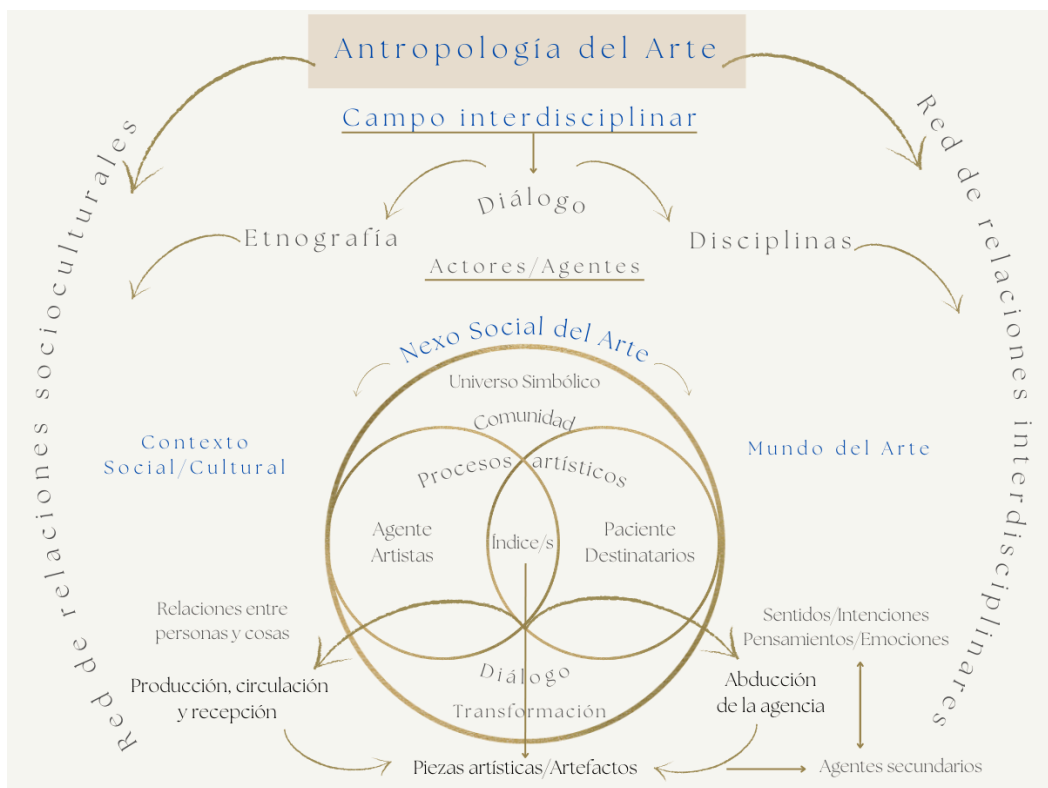 Antropología del Arte
Campo interdisciplinar
Diálogo
Etnografía
Disciplinas
Actores/Agentes
Red de relaciones socioculturales
Red de relaciones interdisciplinares
Nexo Social del Arte
Universo Simbólico
Comunidad
Procesos artísticos
Contexto
Social/Cultural
Mundo del Arte
Agente
Artistas
Índice/s
Paciente
Destinatarios
Relaciones entre
personas y cosas
Sentidos/Intenciones
Pensamientos/Emociones
Diálogo
Transformación
Producción, circulación
y recepción
Abducción
de la agencia
Piezas artísticas/Artefactos
Agentes secundarios